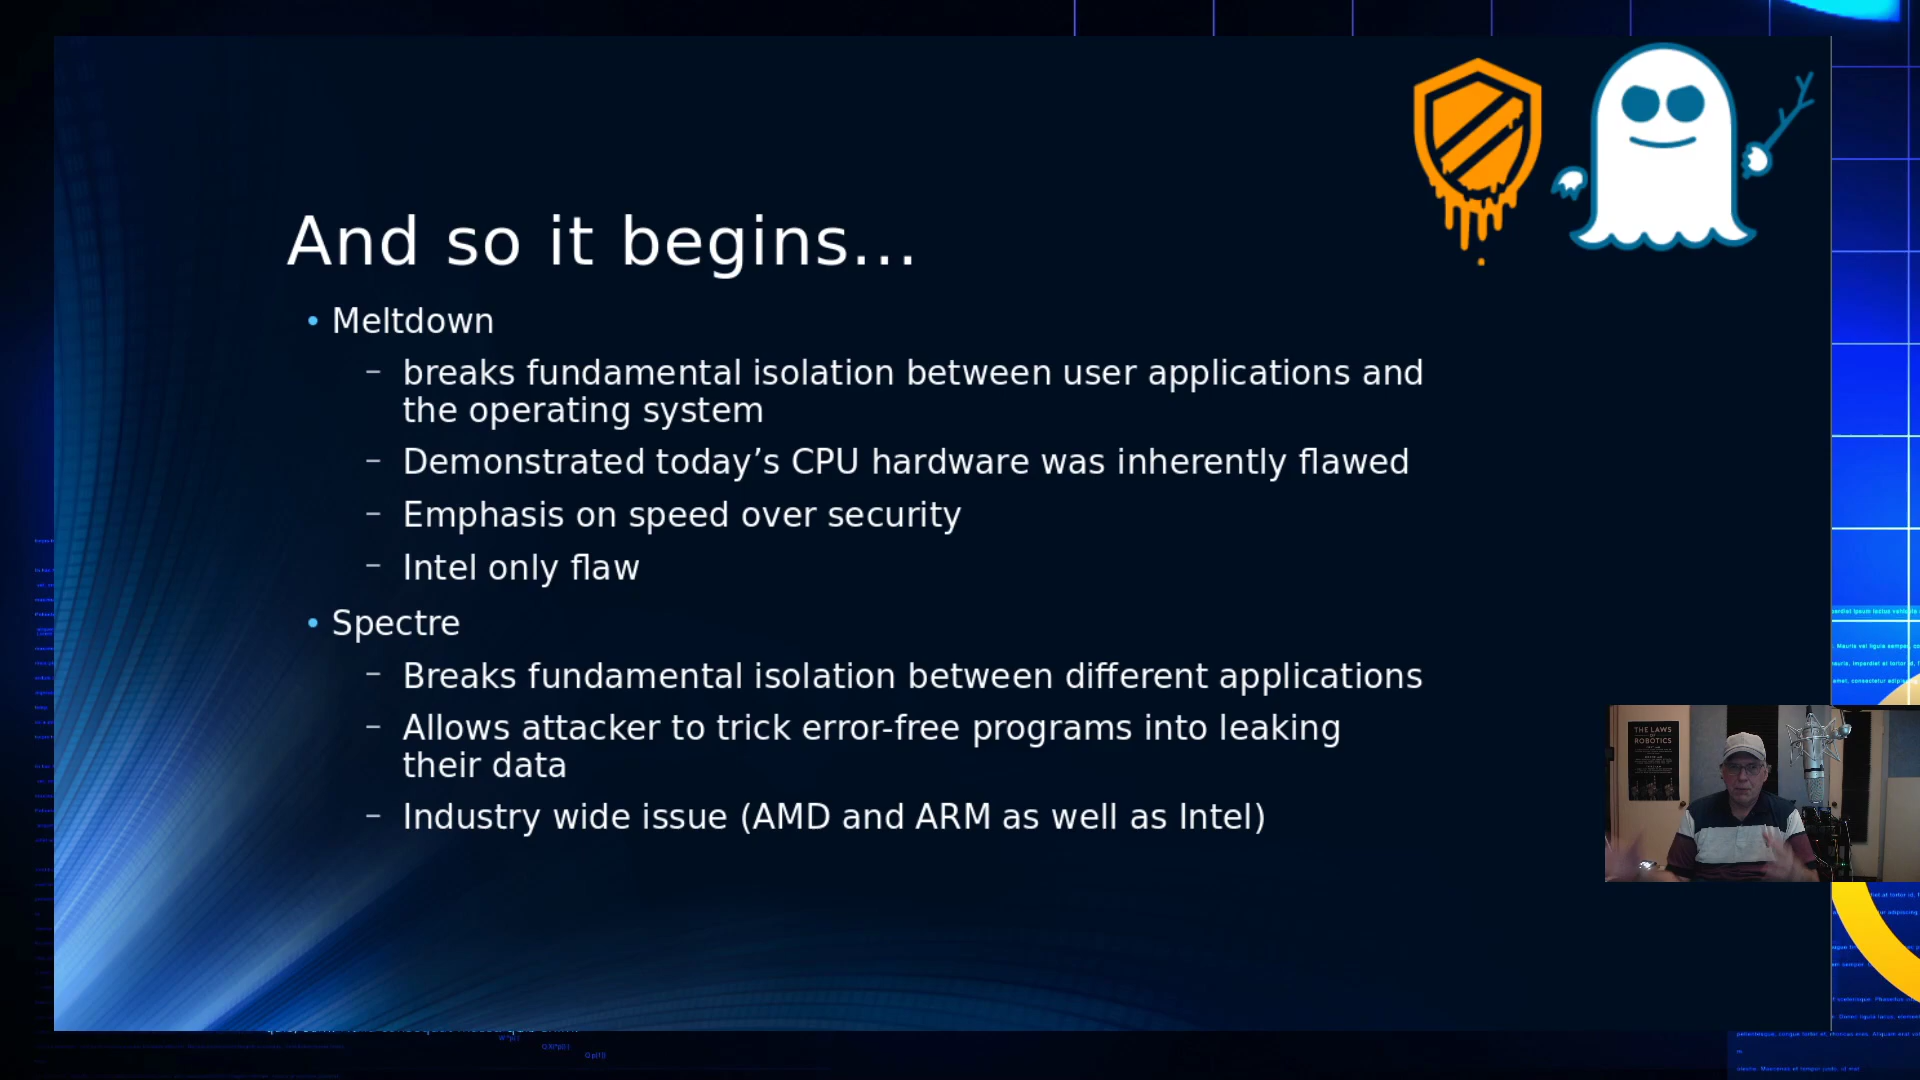 And so it begins...
• Meltdown
– breaks fundamental isolation between user applications and
the operating system
– Demonstrated today’s CPU hardware was inherently flawed
– Emphasis on speed over security
– Intel only flaw
• Spectre
– Breaks fundamental isolation between different applications
– Allows attacker to trick error-free programs into leaking
their data
– Industry wide issue (AMD and ARM as well as Intel)
THE LAWS
OF
ROBOTICS